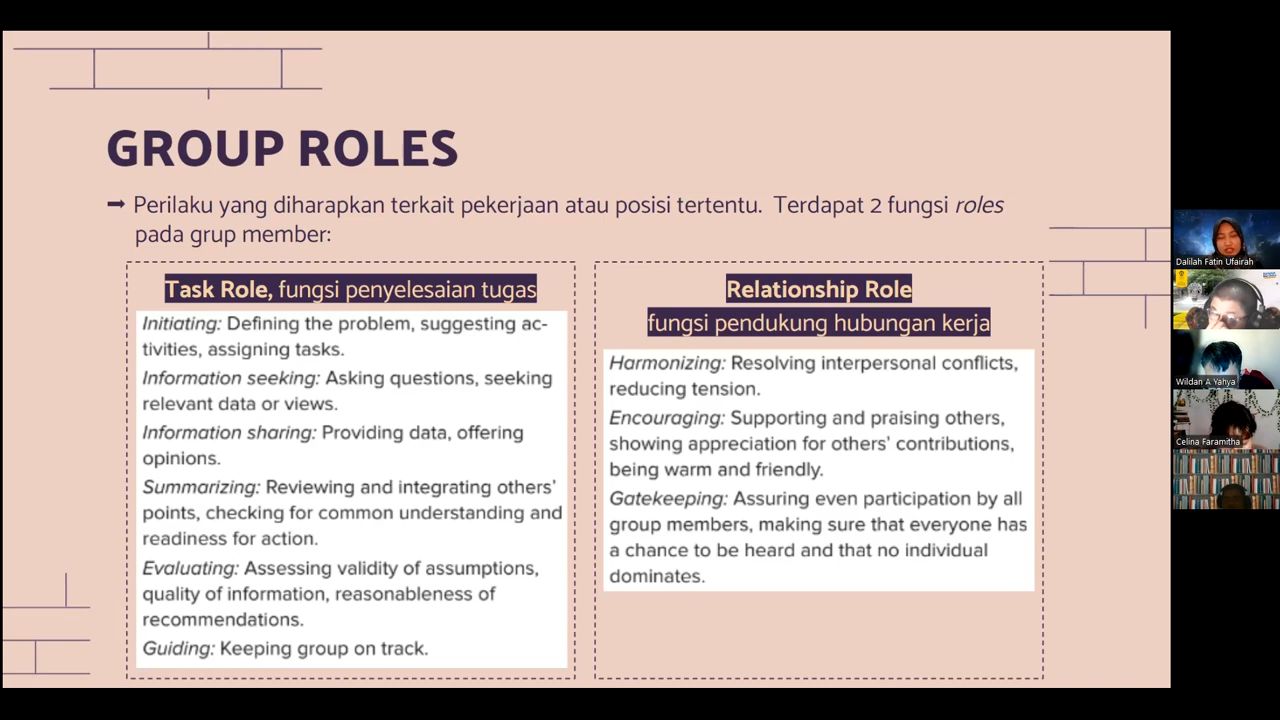 GROUP ROLES
➞ Perilaku yang diharapkan terkait pekerjaan atau posisi tertentu. Terdapat 2 fungsi roles
pada grup member:
Task Role, fungsi penyelesaian tugas
Initiating: Defining the problem, suggesting ac-
tivities, assigning tasks.
Information seeking: Asking questions, seeking
relevant data or views.
Information sharing: Providing data, offering
opinions.
Summarizing: Reviewing and integrating others'
points, checking for common understanding and
readiness for action.
Evaluating: Assessing validity of assumptions,
quality of information, reasonableness of
recommendations.
Guiding: Keeping group on track.
Relationship Role
fungsi pendukung hubungan kerja
Harmonizing: Resolving interpersonal conflicts,
reducing tension.
Encouraging: Supporting and praising others,
showing appreciation for others' contributions,
being warm and friendly.
Gatekeeping: Assuring even participation by all
group members, making sure that everyone has
a chance to be heard and that no individual
dominates.
Dalilah Fatin Ufairah
Wildan A Yahya
Celina Faramitha